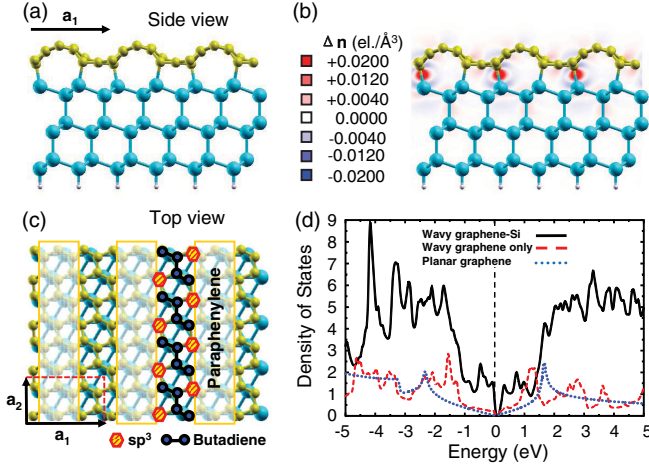 (a) Side view
a₁
(b)
Δ n (el./Å³)
+0.0200
+0.0120
+0.0040
0.0000
-0.0040
-0.0120
-0.0200
(c) Top view
Paraphenylene
a₂
a₁
sp³ Butadiene
(d)
Density of States
9
8
7
6
5
4
3
2
1
0
Wavy graphene-Si
Wavy graphene only
Planar graphene
-5 -4 -3 -2 -1 0 1 2 3 4 5
Energy (eV)